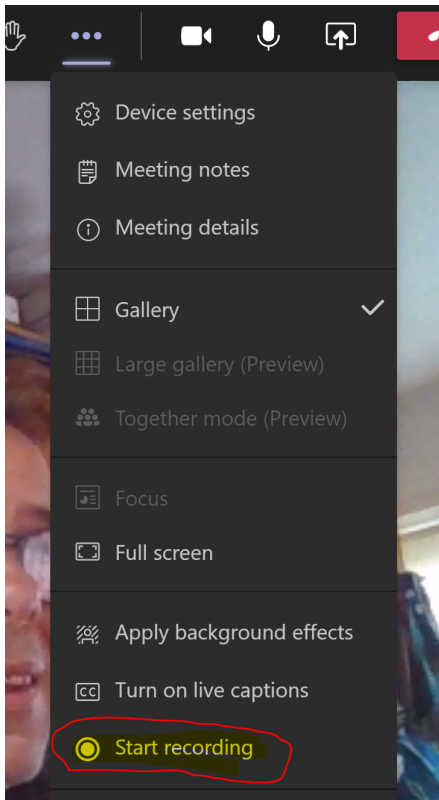 Device settings
Meeting notes
Meeting details
Gallery
Large gallery (Preview)
Together mode (Preview)
Focus
Full screen
Apply background effects
CC Turn on live captions
Start recording